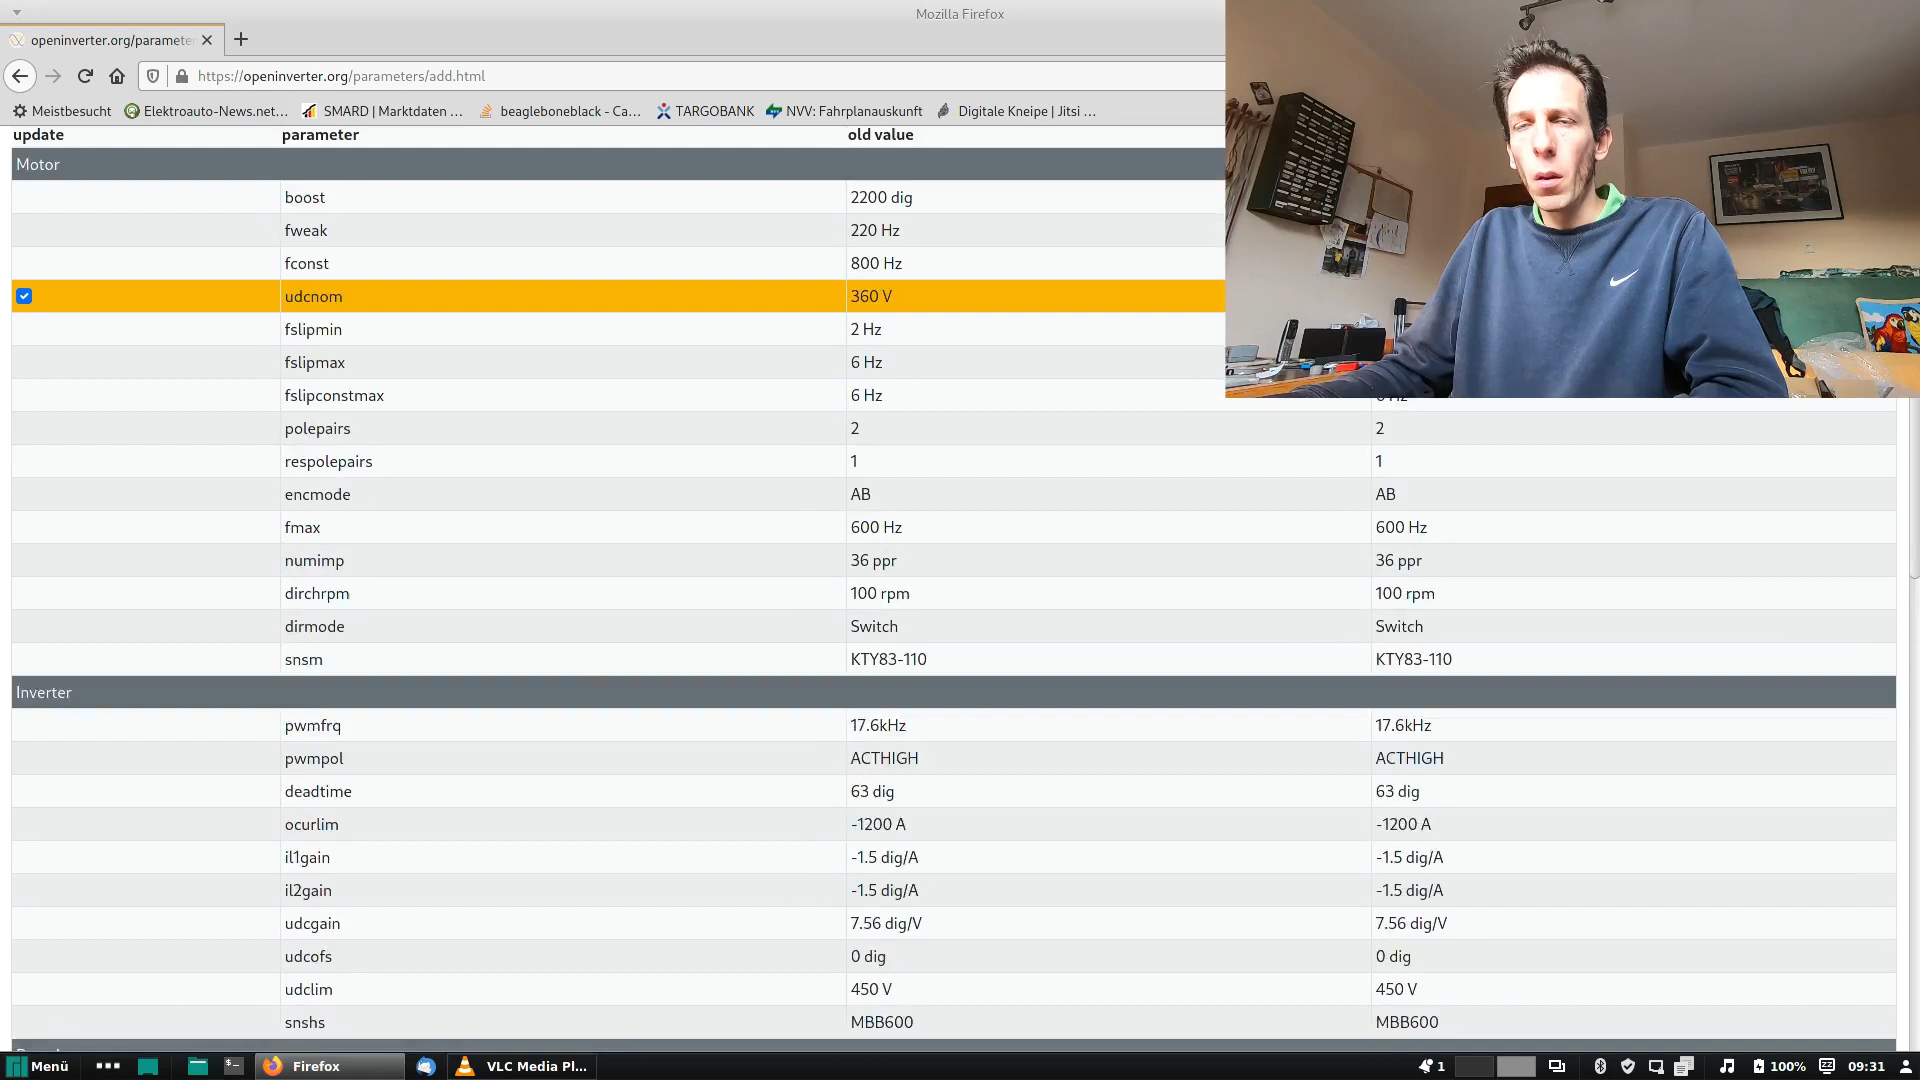 Mozilla Firefox
openinverter.org/paramete
https://openinverter.org/parameters/add.html
Meistbesucht Elektroauto-News.net… SMARD | Marktdaten … beagleboneblack - Ca… TARGOBANK NVV: Fahrplanauskunft Digitale Kneipe | Jitsi …
update parameter old value
Motor
boost 2200 dig
fweak 220 Hz
fconst 800 Hz
udcnom 360 V
fslipmin 2 Hz
fslipmax 6 Hz
fslipconstmax 6 Hz
polepairs 2 2
respolepairs 1 1
encmode AB AB
fmax 600 Hz 600 Hz
numimp 36 ppr 36 ppr
dirchrpm 100 rpm 100 rpm
dirmode Switch Switch
snsm KTY83-110 KTY83-110
Inverter
pwmfrq 17.6kHz 17.6kHz
pwmpol ACTHIGH ACTHIGH
deadtime 63 dig 63 dig
ocurlim -1200 A -1200 A
il1gain -1.5 dig/A -1.5 dig/A
il2gain -1.5 dig/A -1.5 dig/A
udcgain 7.56 dig/V 7.56 dig/V
udcofs 0 dig 0 dig
udclim 450 V 450 V
snshs MBB600 MBB600
Menü Firefox VLC Media Pl... 1 100% 09:31